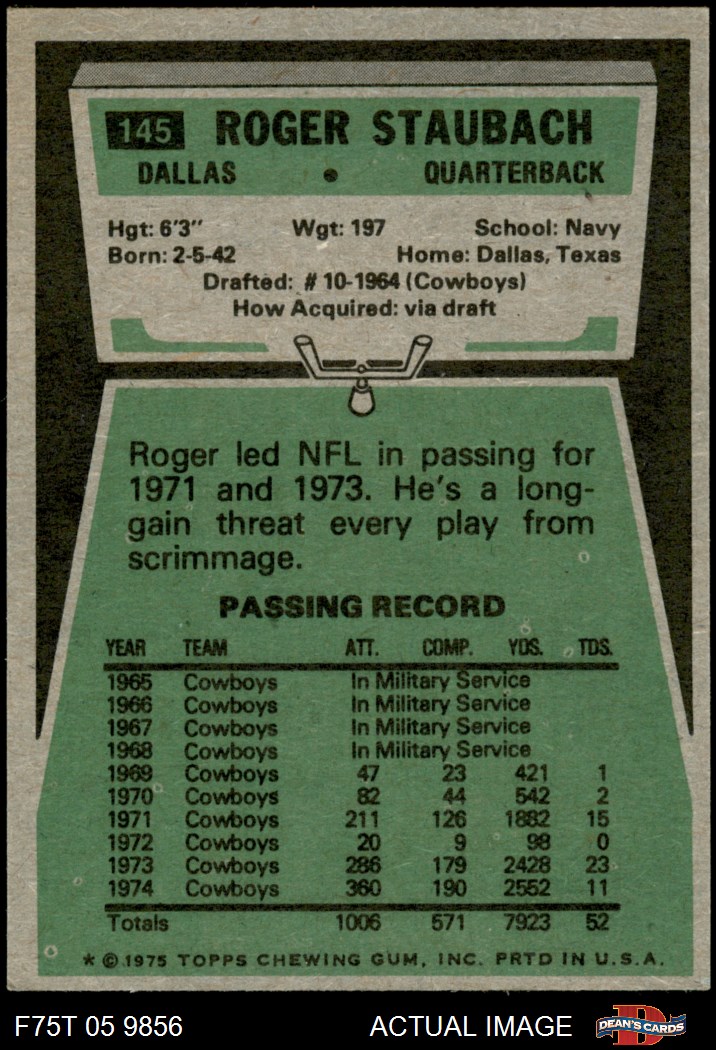 145 ROGER STAUBACH
DALLAS • QUARTERBACK
Hgt: 6'3" Wgt: 197 School: Navy
Born: 2-5-42 Home: Dallas, Texas
Drafted: # 10-1964 (Cowboys)
How Acquired: via draft
Roger led NFL in passing for
1971 and 1973. He's a long-
gain threat every play from
scrimmage.
PASSING RECORD
YEAR TEAM ATT. COMP. YDS. TDS.
1965 Cowboys In Military Service
1966 Cowboys In Military Service
1967 Cowboys In Military Service
1968 Cowboys In Military Service
1969 Cowboys 47 23 421 1
1970 Cowboys 82 44 542 2
1971 Cowboys 211 126 1882 15
1972 Cowboys 20 9 98 0
1973 Cowboys 286 179 2428 23
1974 Cowboys 360 190 2552 11
Totals 1006 571 7923 52
* © 1975 TOPPS CHEWING GUM, INC. PRTD IN U.S.A.
F75T 05 9856 ACTUAL IMAGE D DEAN'S CARDS